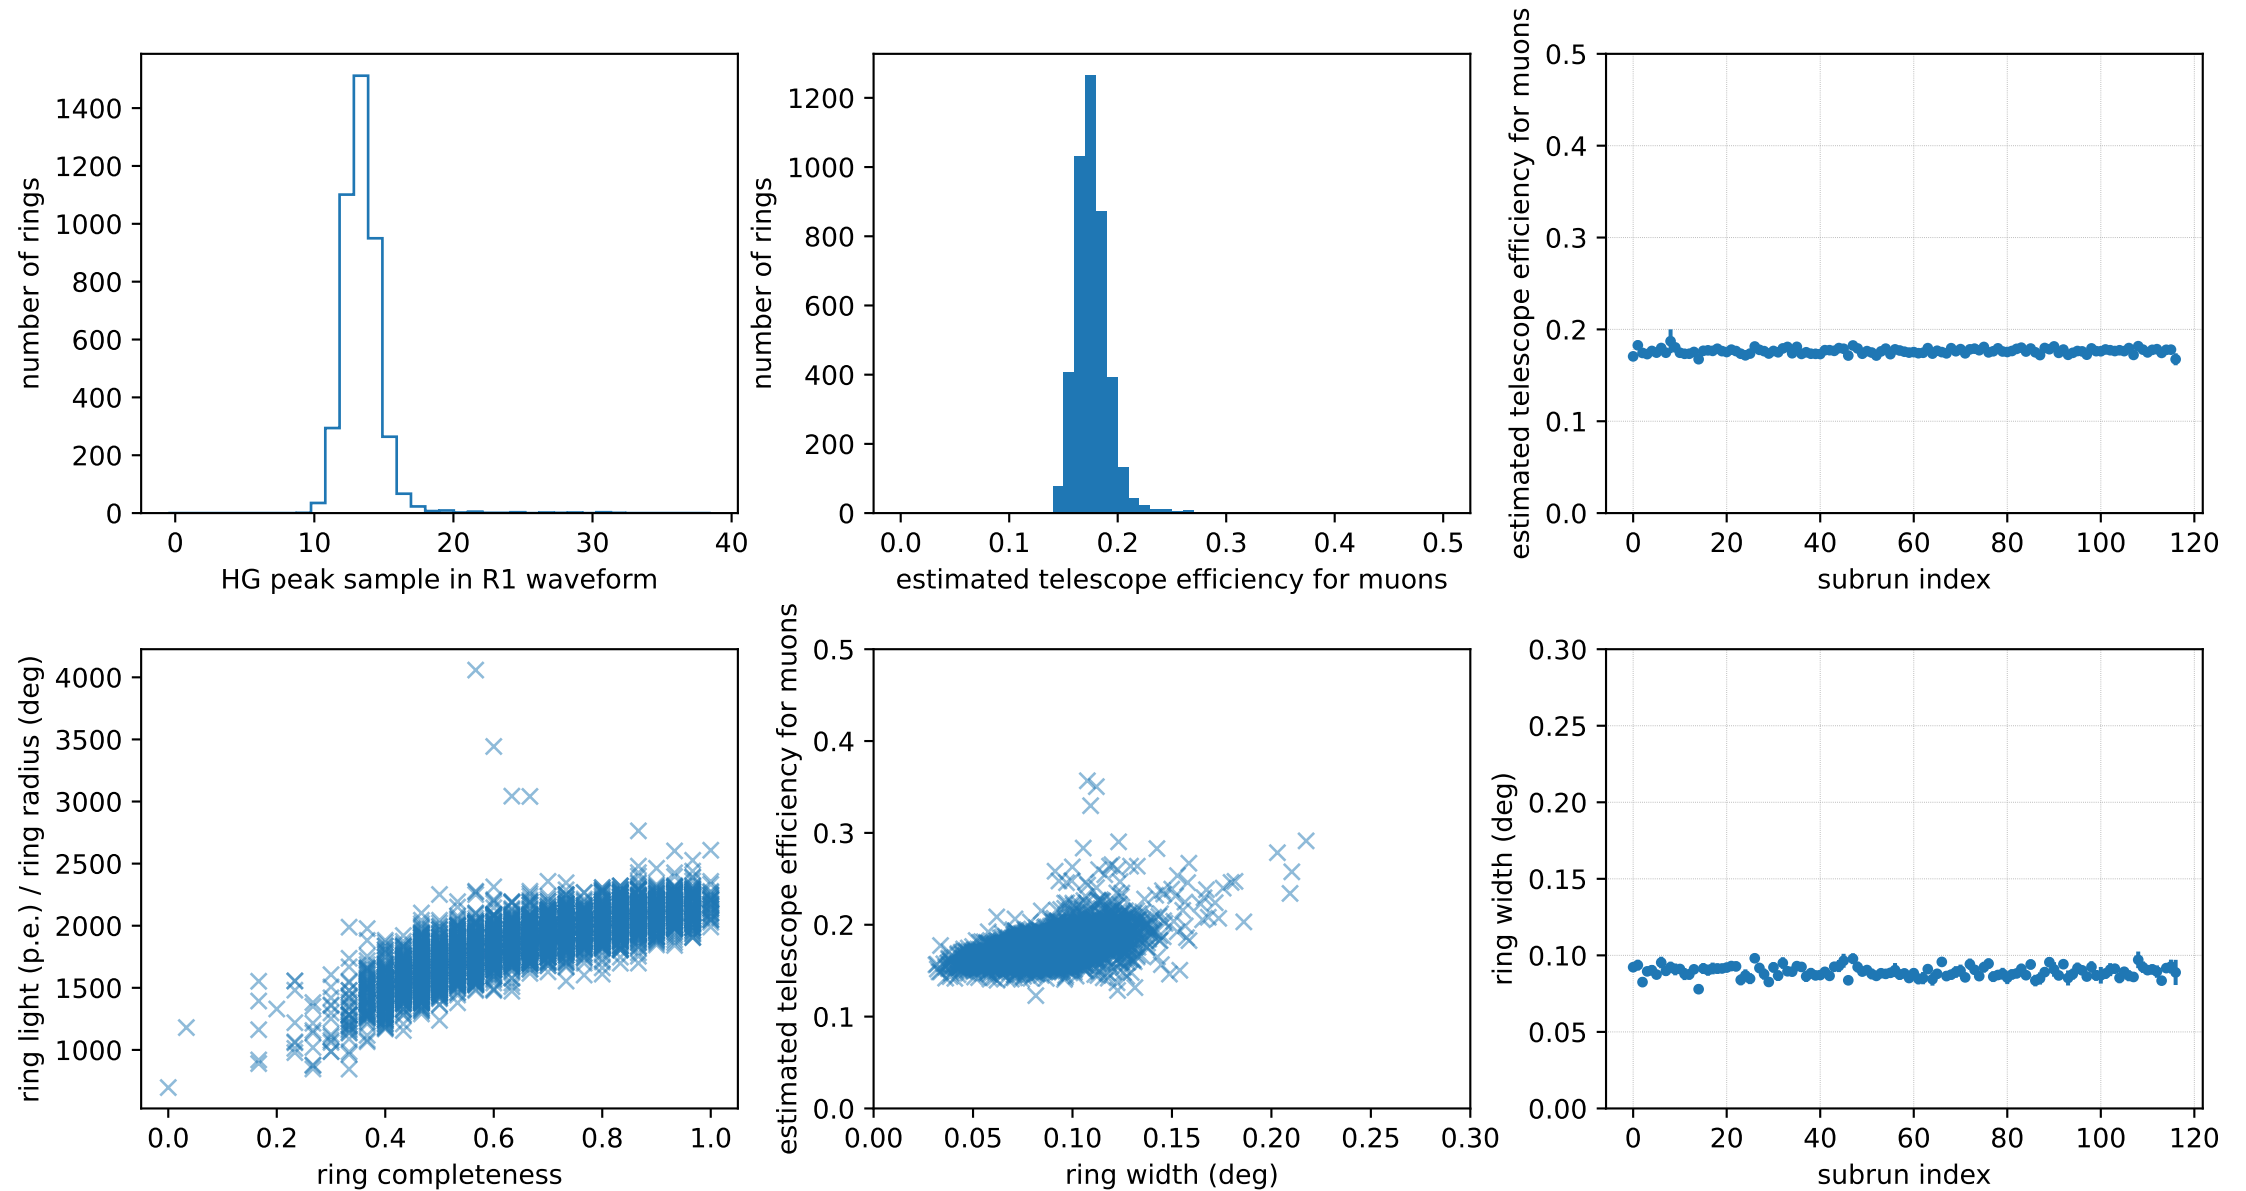 number of rings
1400
1200
1000
800
600
400
200
0
0 10 20 30 40
HG peak sample in R1 waveform
number of rings
1200
1000
800
600
400
200
0
0.0 0.1 0.2 0.3 0.4 0.5
estimated telescope efficiency for muons
estimated telescope efficiency for muons
0.5
0.4
0.3
0.2
0.1
0.0
0 20 40 60 80 100 120
subrun index
ring light (p.e.) / ring radius (deg)
4000
3500
3000
2500
2000
1500
1000
0.0 0.2 0.4 0.6 0.8 1.0
ring completeness
estimated telescope efficiency for muons
0.5
0.4
0.3
0.2
0.1
0.0
0.00 0.05 0.10 0.15 0.20 0.25 0.30
ring width (deg)
ring width (deg)
0.30
0.25
0.20
0.15
0.10
0.05
0.00
0 20 40 60 80 100 120
subrun index